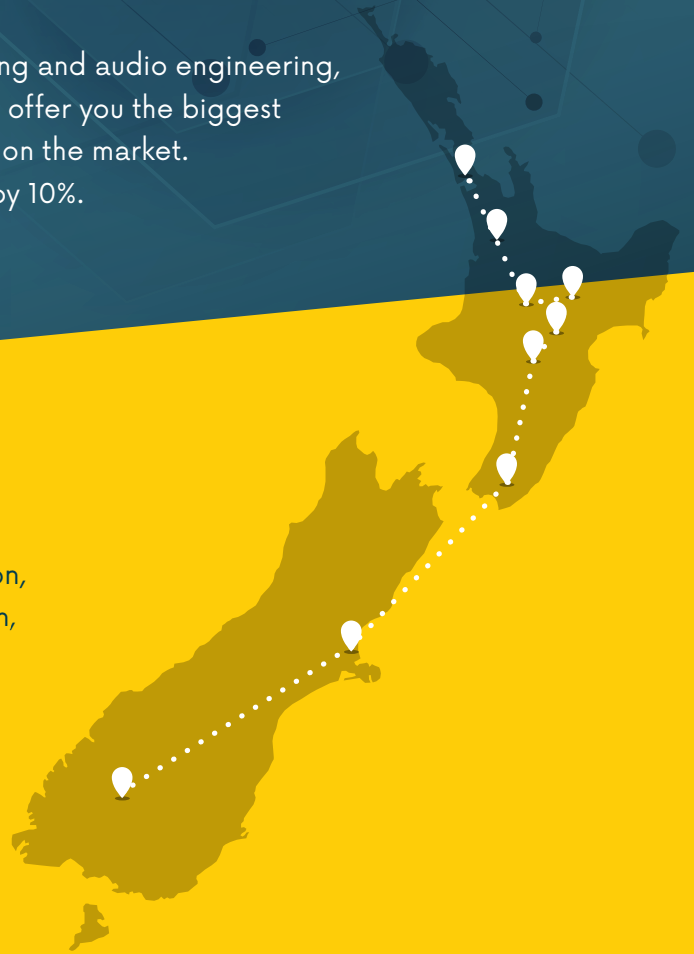 ng and audio engineering,
offer you the biggest
on the market.
by 10%.
on,
n,